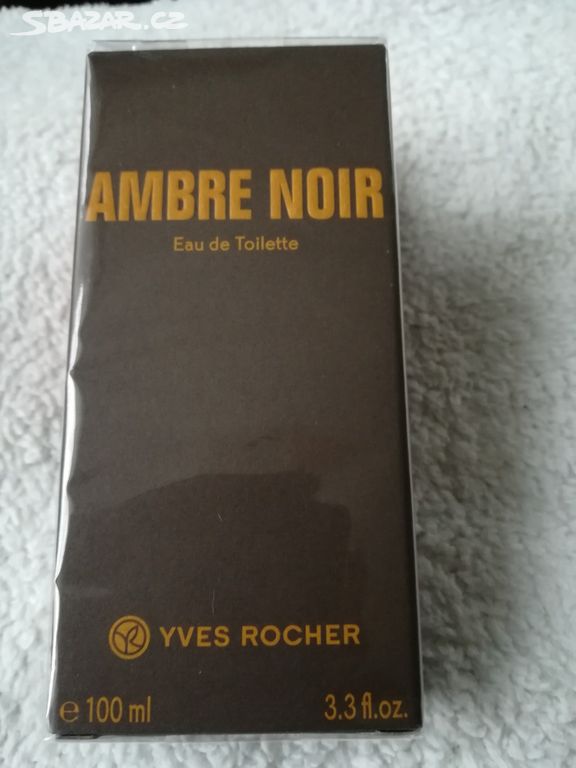 SBAZAR.CZ
AMBRE NOIR
Eau de Toilette
YVES ROCHER
℮ 100 ml 3.3 fl.oz.